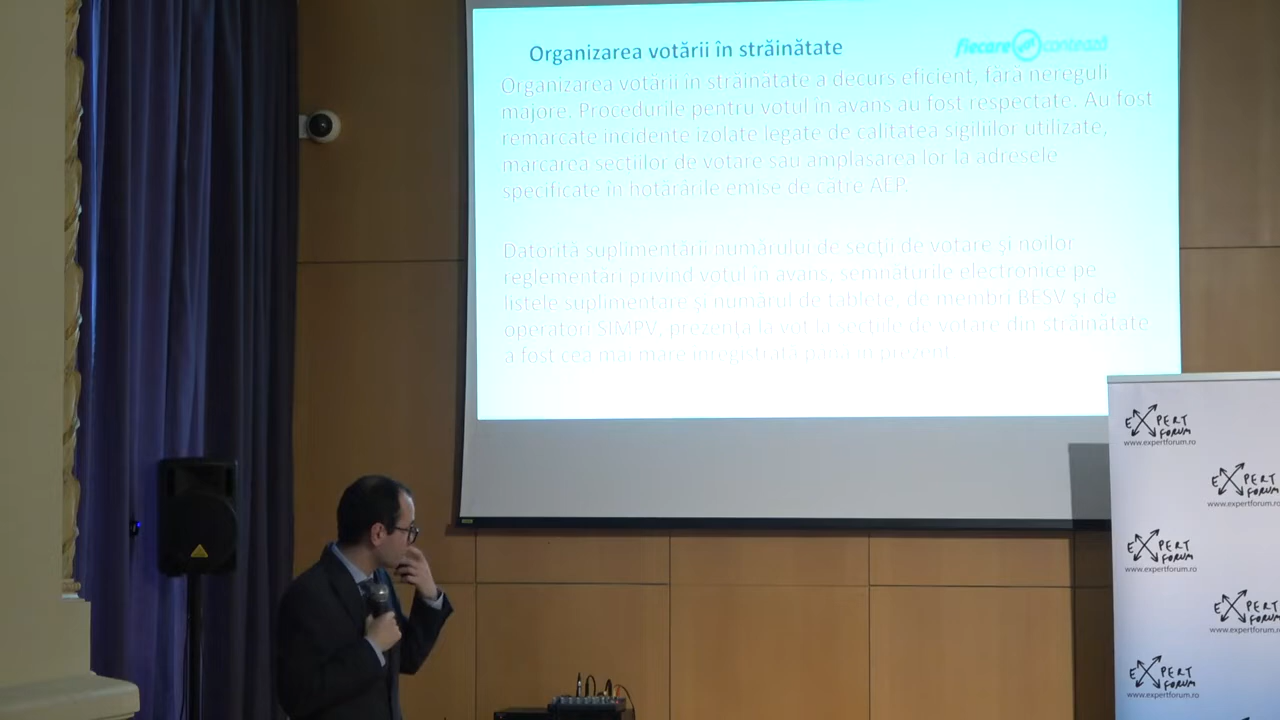 Organizarea votării în străinătate
fiecare contează
Organizarea votării în străinătate a decurs eficient, fără nereguli
majore. Procedurile pentru votul în avans au fost respectate. Au fost
remarcate incidente izolate legate de calitatea sigiliilor utilizate,
marcarea secțiilor de votare sau amplasarea lor la adresele
specificate în hotărârile emise de către AEP.
Datorită suplimentării numărului de secții de votare și noilor
reglementări privind votul în avans, semnăturile electronice pe
listele suplimentare și numărul de tablete, de membri BESV și de
operatori SIMPV, prezența la vot la secțiile de votare din străinătate
a fost cea mai mare înregistrată până în prezent
EXPERT
FORUM
www.expertforum.ro
EXPERT
FORUM
www.expertforum.ro
EXPERT
FORUM
www.expertforum.ro
EXPERT
FORUM
www.expertforum.ro
EXPERT
FORUM
www.expertforum.ro